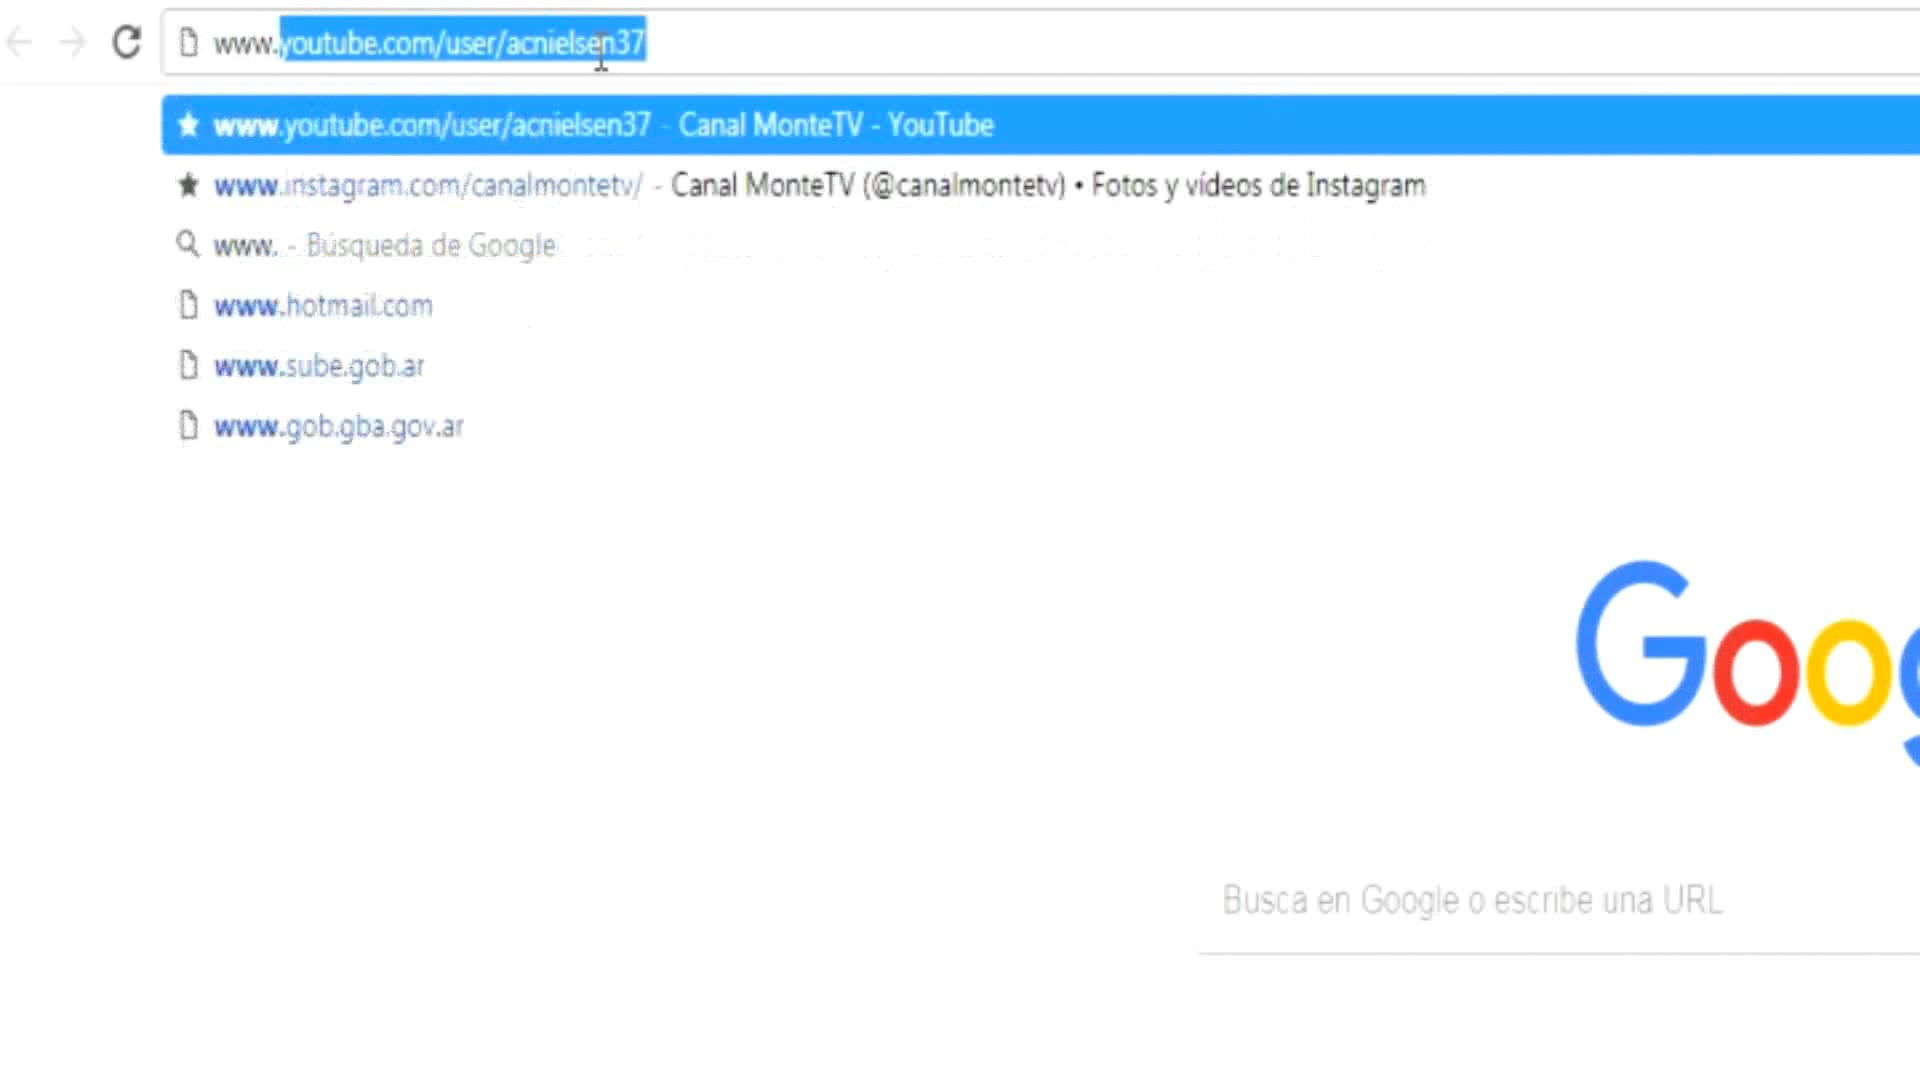 www.youtube.com/user/acnielsen37
www.youtube.com/user/acnielsen37 - Canal MonteTV - YouTube
www.instagram.com/canalmontetv/ - Canal MonteTV (@canalmontetv) • Fotos y vídeos de Instagram
www. - Búsqueda de Google
www.hotmail.com
www.sube.gob.ar
www.gob.gba.gov.ar
Goog
Busca en Google o escribe una URL